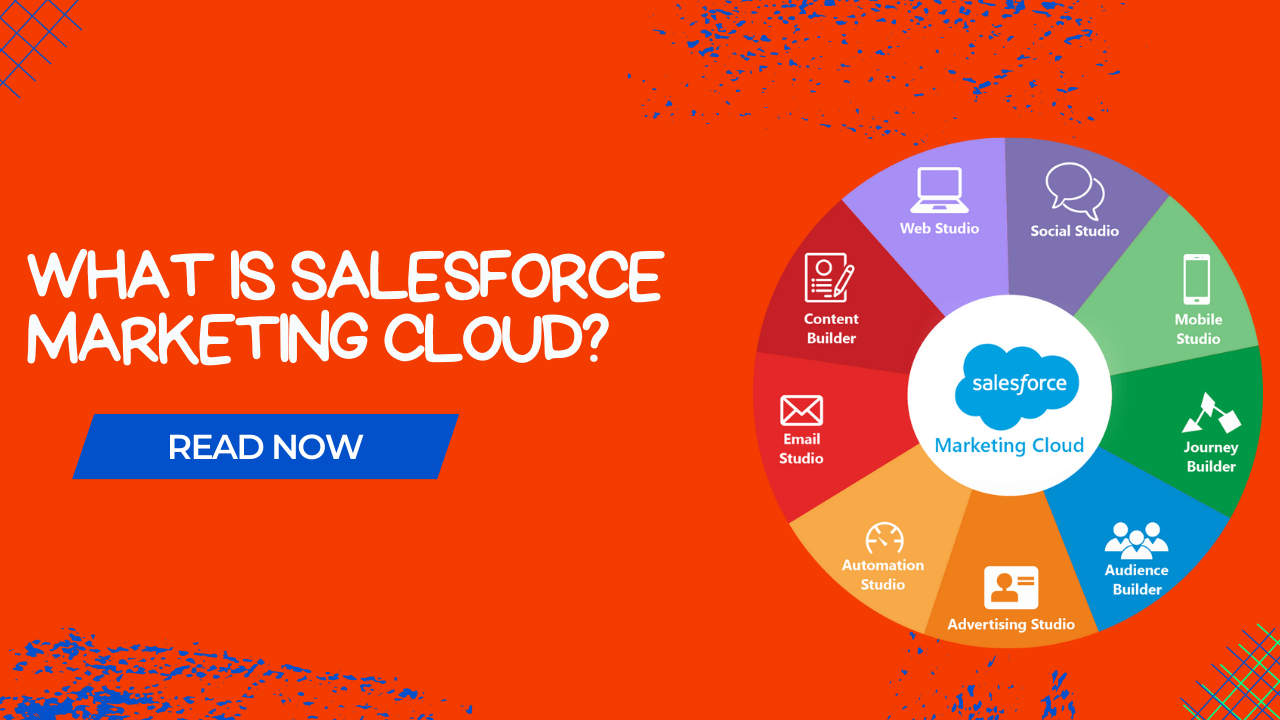 WHAT IS SALESFORCE
MARKETING CLOUD?
READ NOW
Web Studio
Social Studio
Mobile
Studio
Journey
Builder
Audience
Builder
Advertising Studio
Automation
Studio
Email
Studio
Content
Builder
salesforce
Marketing Cloud